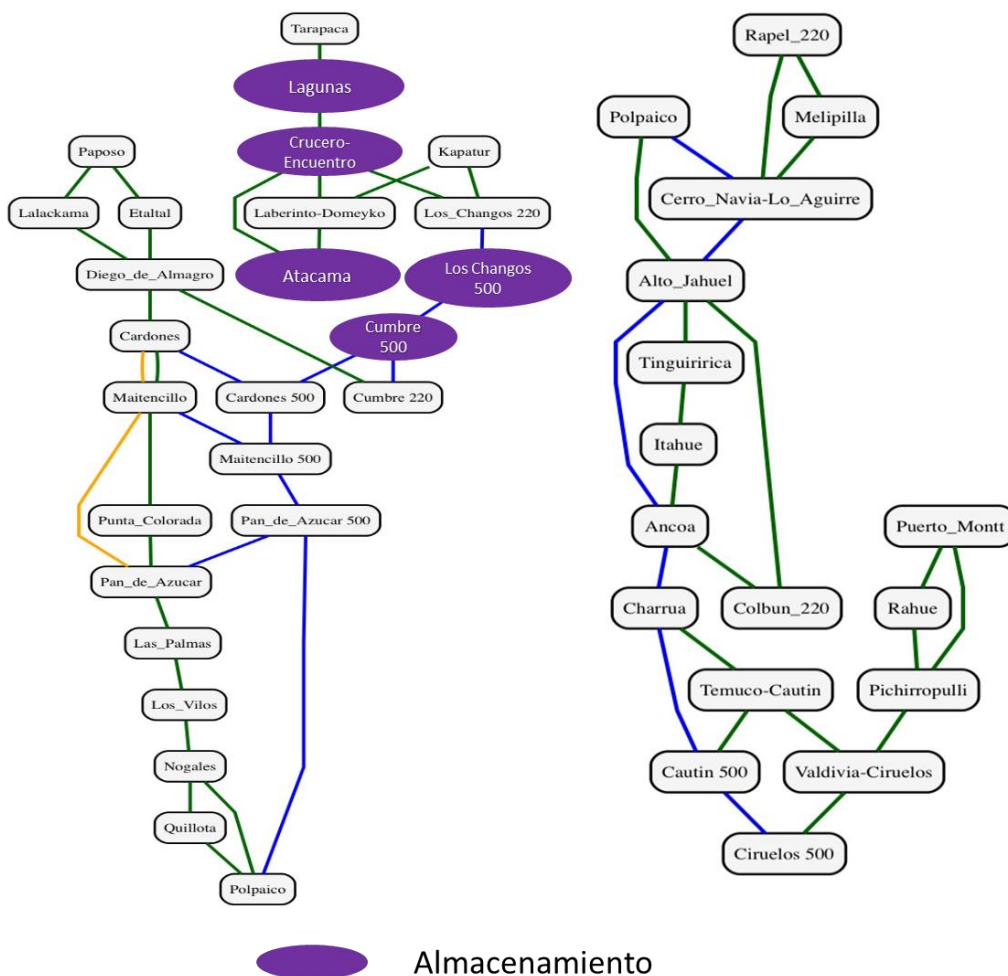 Tarapaca
Lagunas
Crucero-
Encuentro
Paposo
Kapatur
Lalackama
Etaltal
Laberinto-Domeyko
Los_Changos 220
Diego_de_Almagro
Atacama
Los Changos
500
Cardones
Cumbre
500
Maitencillo
Cardones 500
Cumbre 220
Maitencillo 500
Punta_Colorada
Pan_de_Azucar 500
Pan_de_Azucar
Las_Palmas
Los_Vilos
Nogales
Quillota
Polpaico
Rapel_220
Polpaico
Melipilla
Cerro_Navia-Lo_Aguirre
Alto_Jahuel
Tinguiririca
Itahue
Ancoa
Puerto_Montt
Charrua
Colbun_220
Rahue
Temuco-Cautin
Pichirropulli
Cautin 500
Valdivia-Ciruelos
Ciruelos 500
Almacenamiento